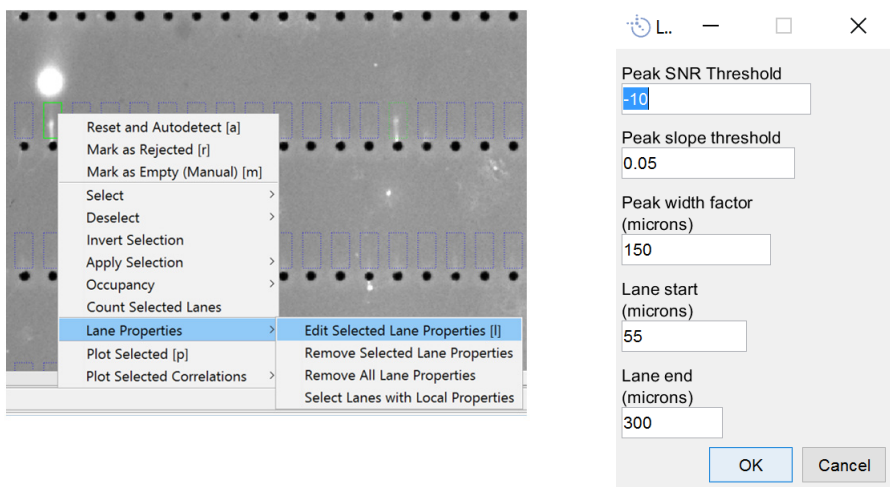 Reset and Autodetect [a]
Mark as Rejected [r]
Mark as Empty (Manual) [m]
Select
Deselect
Invert Selection
Apply Selection
Occupancy
Count Selected Lanes
Lane Properties
Plot Selected [p]
Plot Selected Correlations
Edit Selected Lane Properties [l]
Remove Selected Lane Properties
Remove All Lane Properties
Select Lanes with Local Properties
L..
Peak SNR Threshold
-10
Peak slope threshold
0.05
Peak width factor
(microns)
150
Lane start
(microns)
55
Lane end
(microns)
300
OK
Cancel